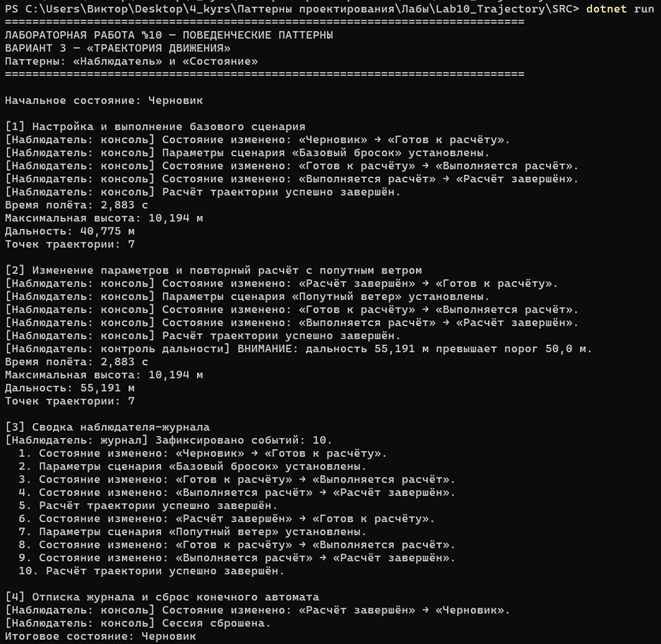 PS C:\Users\Виктор\Desktop\4_kyrs\Паттерны проектирования\Лабы\Lab10_Trajectory\SRC> dotnet run
===========================================================================
ЛАБОРАТОРНАЯ РАБОТА №10 — ПОВЕДЕНЧЕСКИЕ ПАТТЕРНЫ
ВАРИАНТ 3 — «ТРАЕКТОРИЯ ДВИЖЕНИЯ»
Паттерны: «Наблюдатель» и «Состояние»
===========================================================================
Начальное состояние: Черновик
[1] Настройка и выполнение базового сценария
[Наблюдатель: консоль] Состояние изменено: «Черновик» → «Готов к расчёту».
[Наблюдатель: консоль] Параметры сценария «Базовый бросок» установлены.
[Наблюдатель: консоль] Состояние изменено: «Готов к расчёту» → «Выполняется расчёт».
[Наблюдатель: консоль] Состояние изменено: «Выполняется расчёт» → «Расчёт завершён».
[Наблюдатель: консоль] Расчёт траектории успешно завершён.
Время полёта: 2,883 с
Максимальная высота: 10,194 м
Дальность: 40,775 м
Точек траектории: 7
[2] Изменение параметров и повторный расчёт с попутным ветром
[Наблюдатель: консоль] Состояние изменено: «Расчёт завершён» → «Готов к расчёту».
[Наблюдатель: консоль] Параметры сценария «Попутный ветер» установлены.
[Наблюдатель: консоль] Состояние изменено: «Готов к расчёту» → «Выполняется расчёт».
[Наблюдатель: консоль] Состояние изменено: «Выполняется расчёт» → «Расчёт завершён».
[Наблюдатель: консоль] Расчёт траектории успешно завершён.
[Наблюдатель: контроль дальности] ВНИМАНИЕ: дальность 55,191 м превышает порог 50,0 м.
Время полёта: 2,883 с
Максимальная высота: 10,194 м
Дальность: 55,191 м
Точек траектории: 7
[3] Сводка наблюдателя-журнала
[Наблюдатель: журнал] Зафиксировано событий: 10.
1. Состояние изменено: «Черновик» → «Готов к расчёту».
2. Параметры сценария «Базовый бросок» установлены.
3. Состояние изменено: «Готов к расчёту» → «Выполняется расчёт».
4. Состояние изменено: «Выполняется расчёт» → «Расчёт завершён».
5. Расчёт траектории успешно завершён.
6. Состояние изменено: «Расчёт завершён» → «Готов к расчёту».
7. Параметры сценария «Попутный ветер» установлены.
8. Состояние изменено: «Готов к расчёту» → «Выполняется расчёт».
9. Состояние изменено: «Выполняется расчёт» → «Расчёт завершён».
10. Расчёт траектории успешно завершён.
[4] Отписка журнала и сброс конечного автомата
[Наблюдатель: консоль] Состояние изменено: «Расчёт завершён» → «Черновик».
[Наблюдатель: консоль] Сессия сброшена.
Итоговое состояние: Черновик